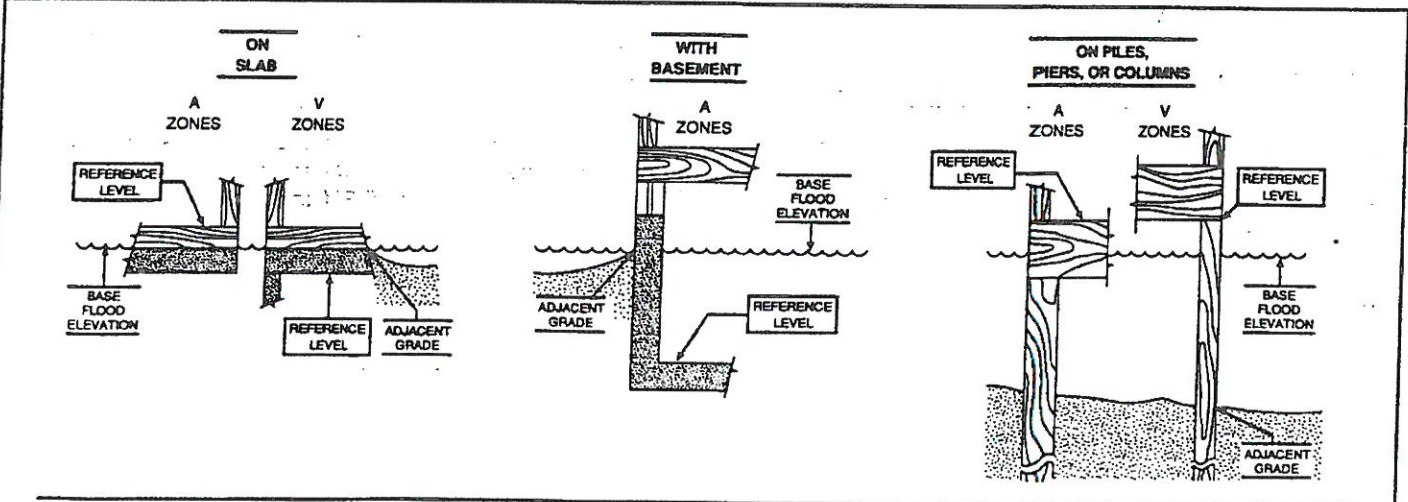 ON
SLAB
A
ZONES
V
ZONES
REFERENCE
LEVEL
BASE
FLOOD
ELEVATION
REFERENCE
LEVEL
ADJACENT
GRADE
WITH
BASEMENT
A
ZONES
BASE
FLOOD
ELEVATION
ADJACENT
GRADE
REFERENCE
LEVEL
ON PILES,
PIERS, OR COLUMNS
A
ZONES
V
ZONES
REFERENCE
LEVEL
REFERENCE
LEVEL
BASE
FLOOD
ELEVATION
ADJACENT
GRADE